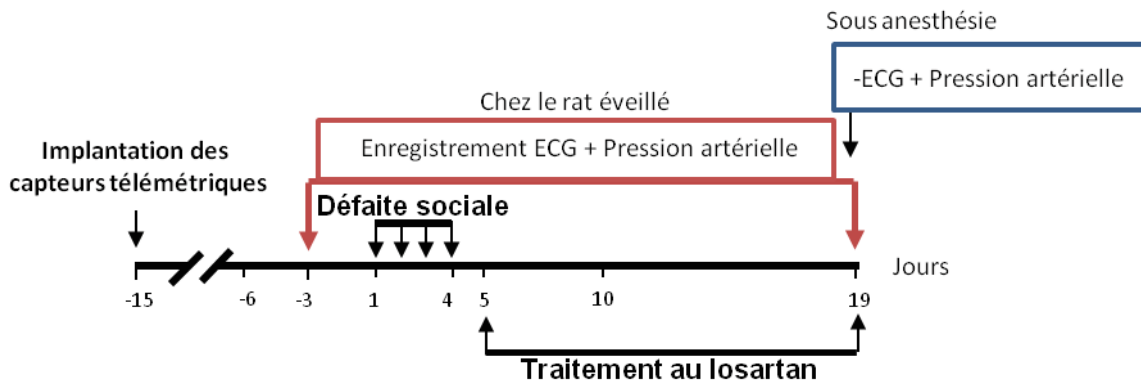 Sous anesthésie
-ECG + Pression artérielle
Chez le rat éveillé
Enregistrement ECG + Pression artérielle
Implantation des
capteurs télémétriques
Défaite sociale
Jours
-15 -6 -3 1 4 5 10 19
Traitement au losartan